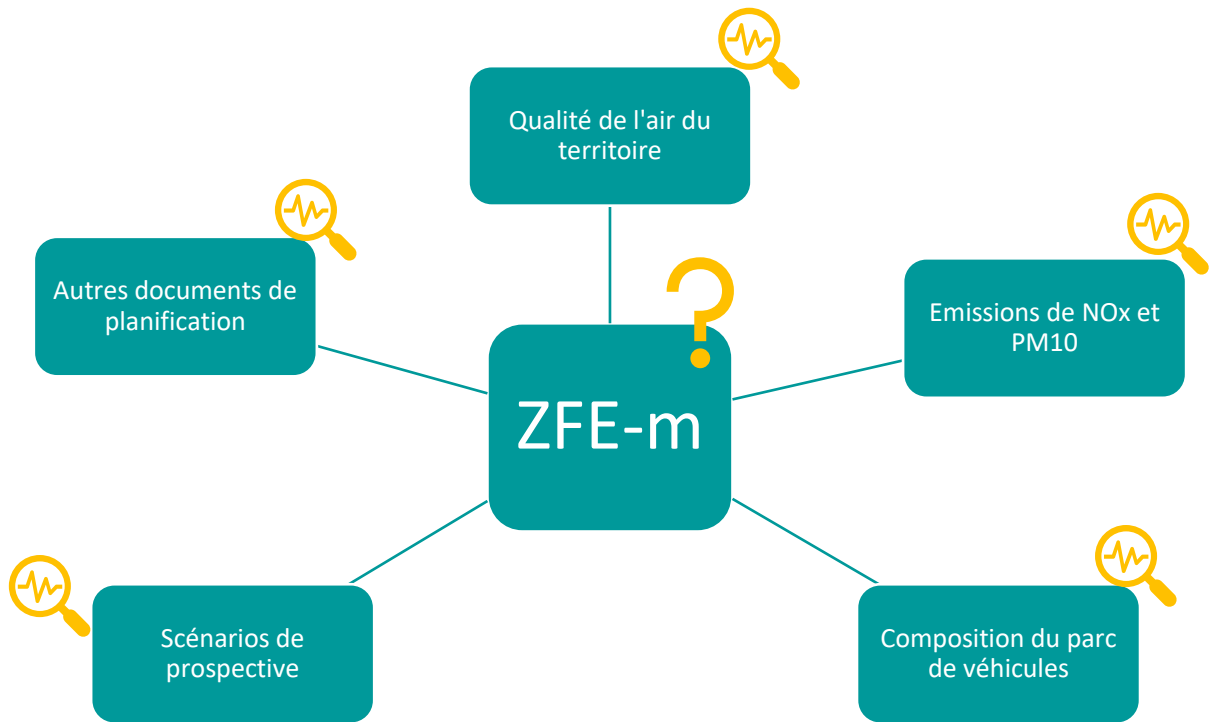 Qualité de l'air du
territoire
Autres documents de
planification
Emissions de NOx et
PM10
?
ZFE-m
Scénarios de
prospective
Composition du parc
de véhicules